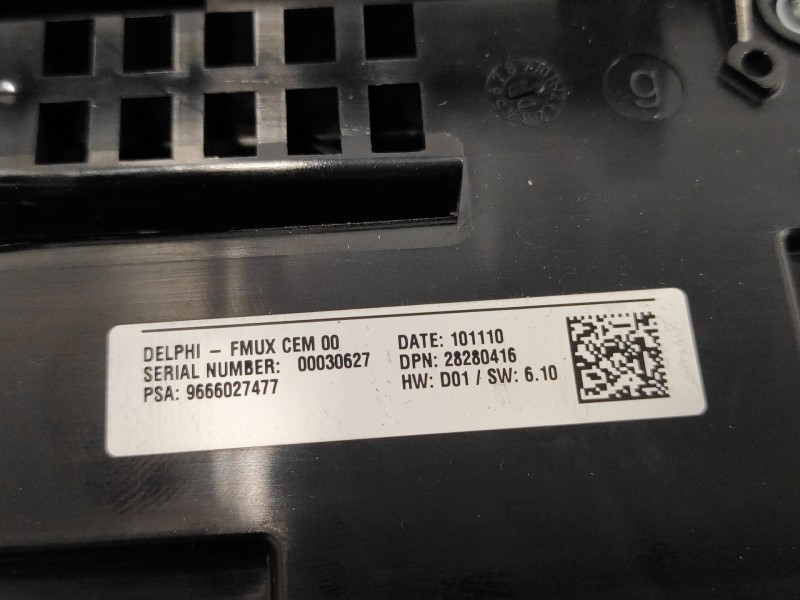 g
DELPHI - FMUX CEM 00
SERIAL NUMBER: 00030627
PSA: 9666027477
DATE: 101110
DPN: 28280416
HW: D01 / SW: 6.10